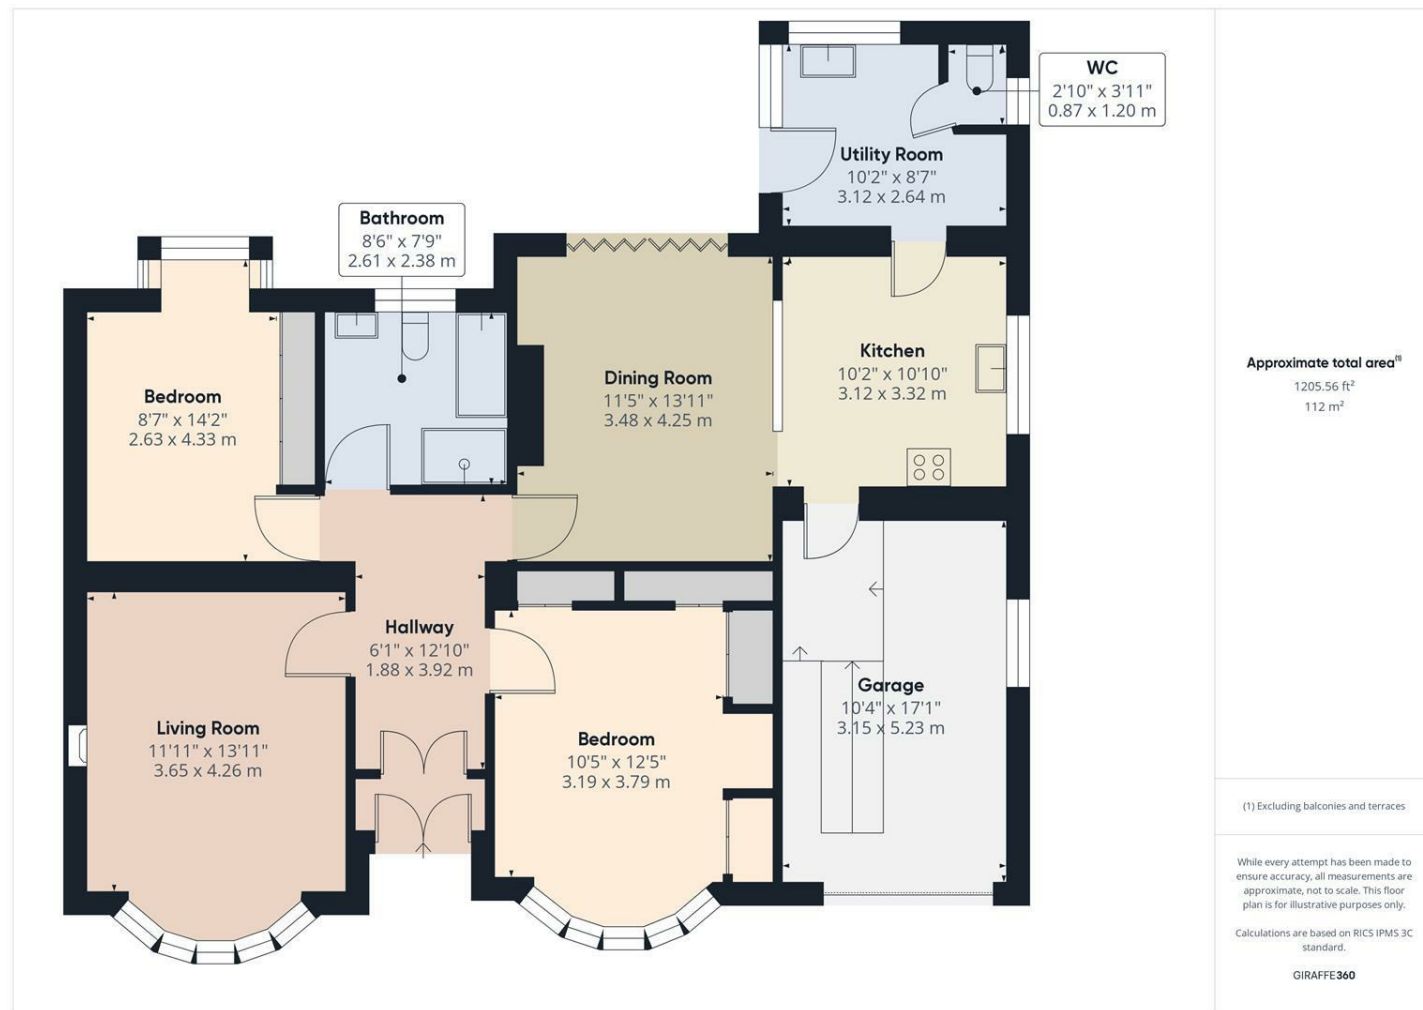 WC
2'10" x 3'11"
0.87 x 1.20 m
Utility Room
10'2" x 8'7"
3.12 x 2.64 m
Bathroom
8'6" x 7'9"
2.61 x 2.38 m
Bedroom
8'7" x 14'2"
2.63 x 4.33 m
Dining Room
11'5" x 13'11"
3.48 x 4.25 m
Kitchen
10'2" x 10'10"
3.12 x 3.32 m
Hallway
6'1" x 12'10"
1.88 x 3.92 m
Living Room
11'11" x 13'11"
3.65 x 4.26 m
Bedroom
10'5" x 12'5"
3.19 x 3.79 m
Garage
10'4" x 17'1"
3.15 x 5.23 m
Approximate total area⁽¹⁾
1205.56 ft²
112 m²
(1) Excluding balconies and terraces
While every attempt has been made to
ensure accuracy, all measurements are
approximate, not to scale. This floor
plan is for illustrative purposes only.
Calculations are based on RICS IPMS 3C
standard.
GIRAFFE360